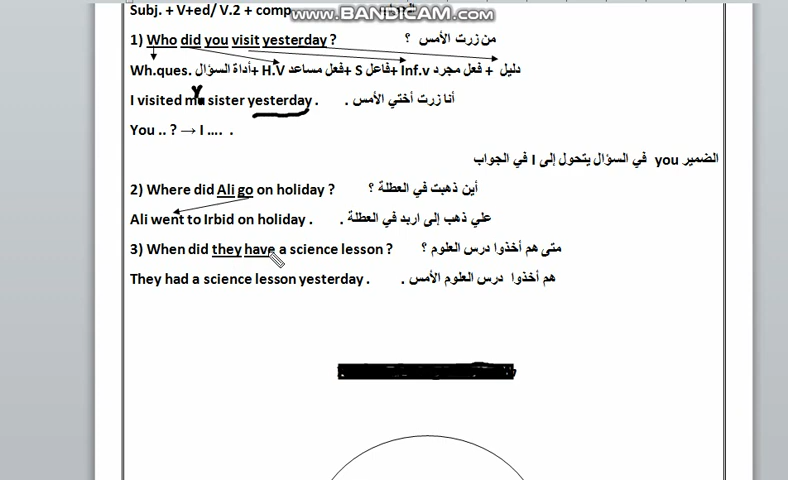 Subj. + V+ed/ V.2 + comp
www.BANDICAM.com
1) Who did you visit yesterday ? من زرت الأمس ؟
Wh.ques. أداة السؤال+ H.V فعل مساعد+ S فاعل+ Inf.v فعل مجرد + دليل
I visited my sister yesterday . أنا زرت أختي الأمس .
You .. ? → I .... .
الضمير you في السؤال يتحول إلى I في الجواب
2) Where did Ali go on holiday ? أين ذهبت في العطلة ؟
Ali went to Irbid on holiday . علي ذهب إلى اربد في العطلة .
3) When did they have a science lesson ? متى هم أخذوا درس العلوم ؟
They had a science lesson yesterday . هم أخذوا درس العلوم الأمس .